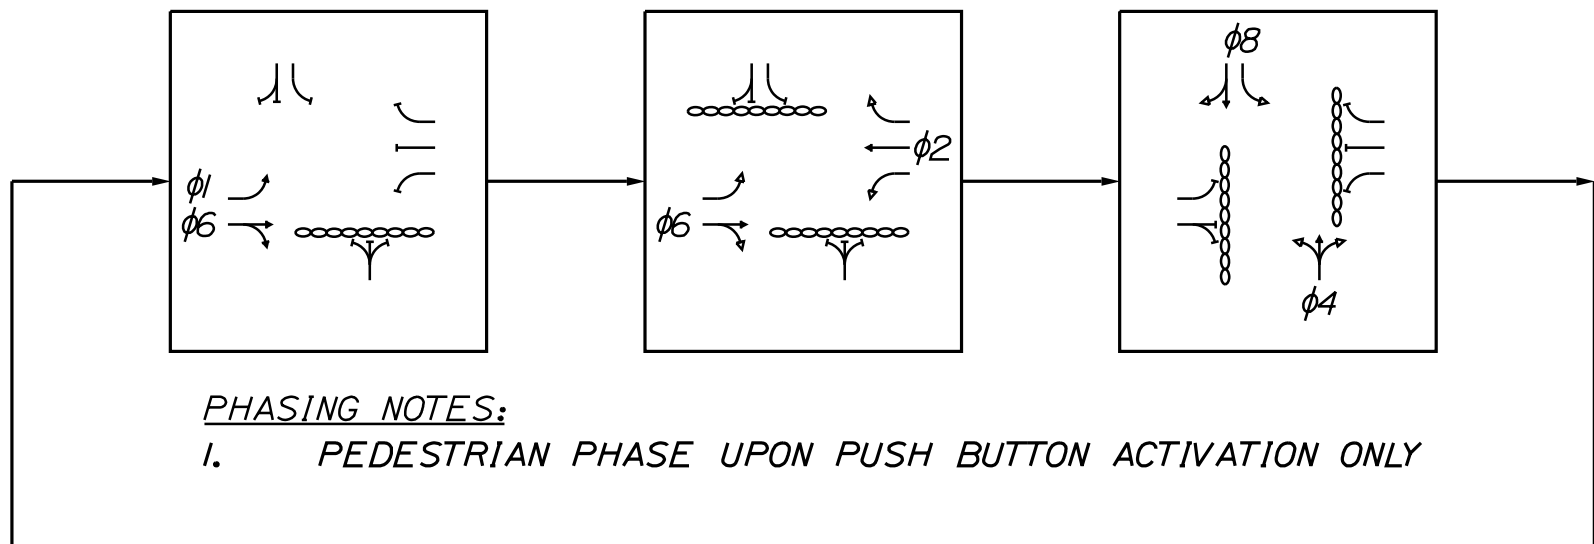 ϕ1
ϕ6
ϕ6
ϕ2
ϕ8
ϕ4
PHASING NOTES:
1. PEDESTRIAN PHASE UPON PUSH BUTTON ACTIVATION ONLY